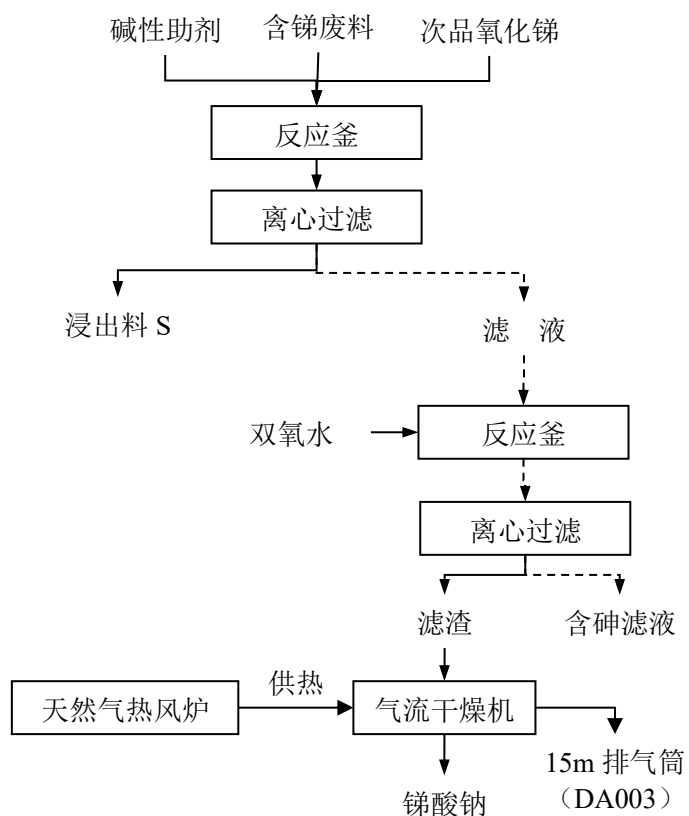 碱性助剂 含锑废料 次品氧化锑
反应釜
离心过滤
浸出料 S
滤 液
双氧水
反应釜
离心过滤
滤渣
含砷滤液
天然气热风炉
供热
气流干燥机
15m 排气筒
（DA003）
锑酸钠